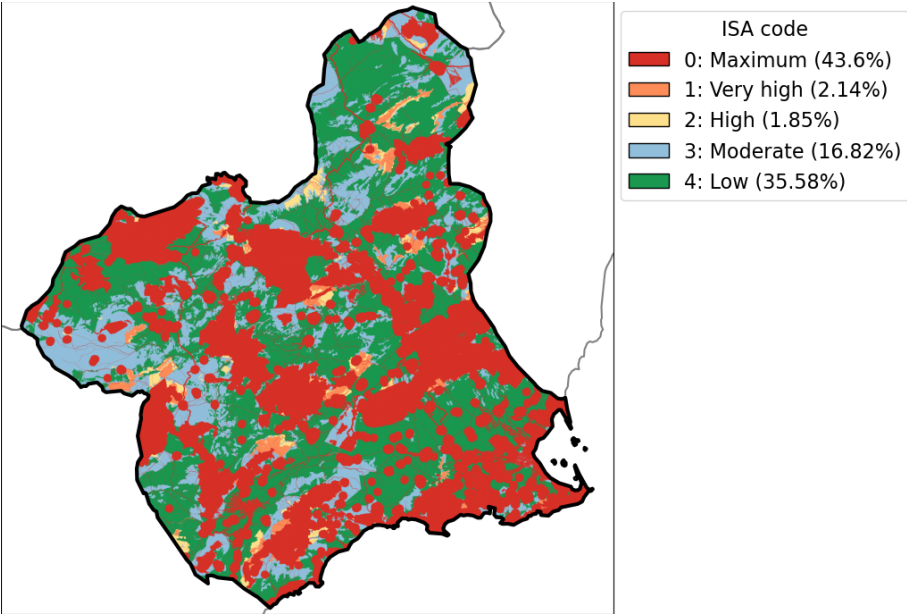 ISA code
0: Maximum (43.6%)
1: Very high (2.14%)
2: High (1.85%)
3: Moderate (16.82%)
4: Low (35.58%)